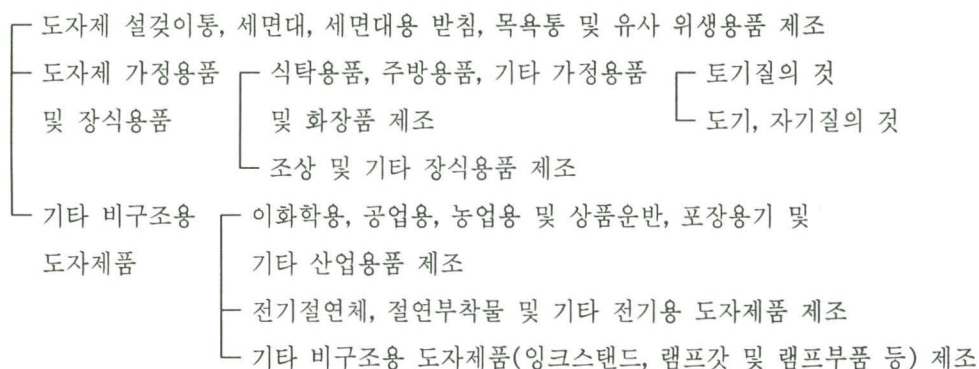 도자제 설겆이통, 세면대, 세면대용 받침, 목욕통 및 유사 위생용품 제조
도자제 가정용품 식탁용품, 주방용품, 기타 가정용품 토기질의 것
및 장식용품 및 화장품 제조 도기, 자기질의 것
조상 및 기타 장식용품 제조
기타 비구조용 이화학용, 공업용, 농업용 및 상품운반, 포장용기 및
도자제품 기타 산업용품 제조
전기절연체, 절연부착물 및 기타 전기용 도자제품 제조
기타 비구조용 도자제품(잉크스탠드, 램프갓 및 램프부품 등) 제조